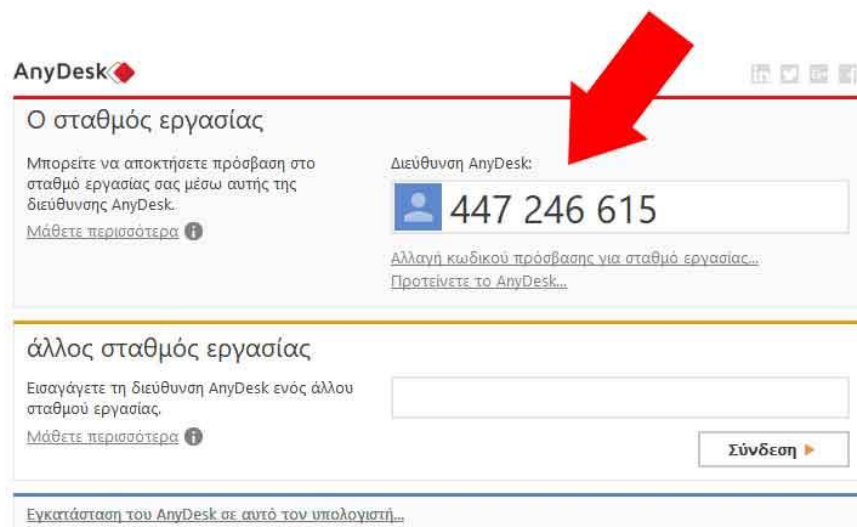 AnyDesk
Ο σταθμός εργασίας
Μπορείτε να αποκτήσετε πρόσβαση στο
σταθμό εργασίας σας μέσω αυτής της
διεύθυνσης AnyDesk.
Μάθετε περισσότερα
Διεύθυνση AnyDesk:
447 246 615
Αλλαγή κωδικού πρόσβασης για σταθμό εργασίας...
Προτείνετε το AnyDesk...
άλλος σταθμός εργασίας
Εισαγάγετε τη διεύθυνση AnyDesk ενός άλλου
σταθμού εργασίας.
Μάθετε περισσότερα
Σύνδεση
Εγκατάσταση του AnyDesk σε αυτό τον υπολογιστή...